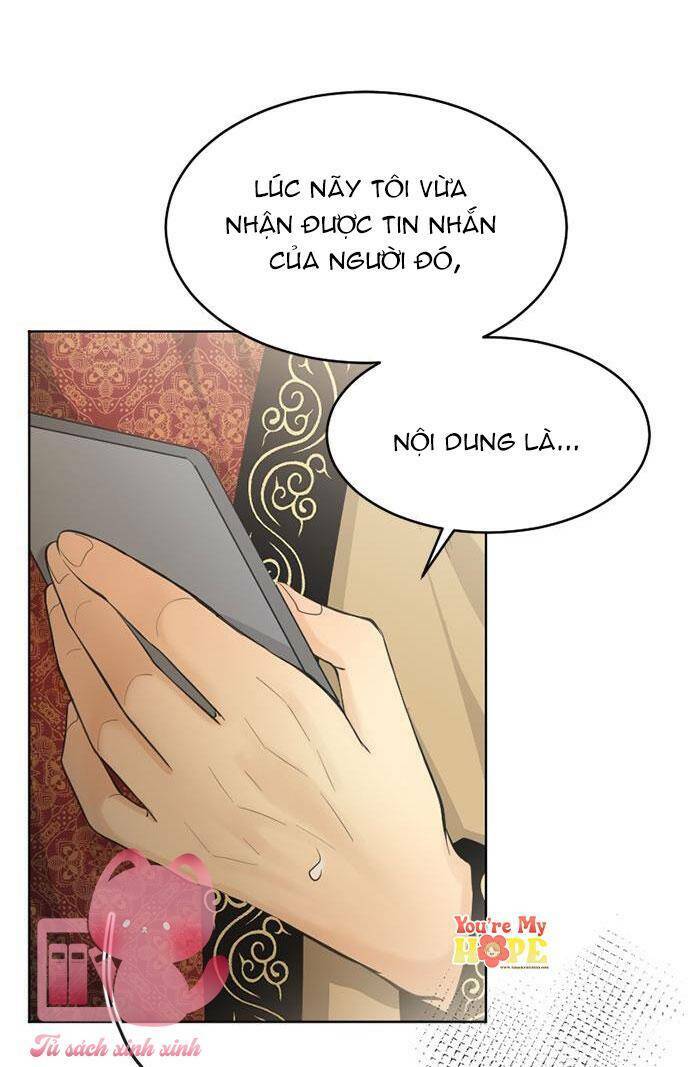 LÚC NÃY TÔI VỪA
NHẬN ĐƯỢC TIN NHẮN
CỦA NGƯỜI ĐÓ,
NỘI DUNG LÀ...
You're My
HOPE
Tủ sách xinh xinh